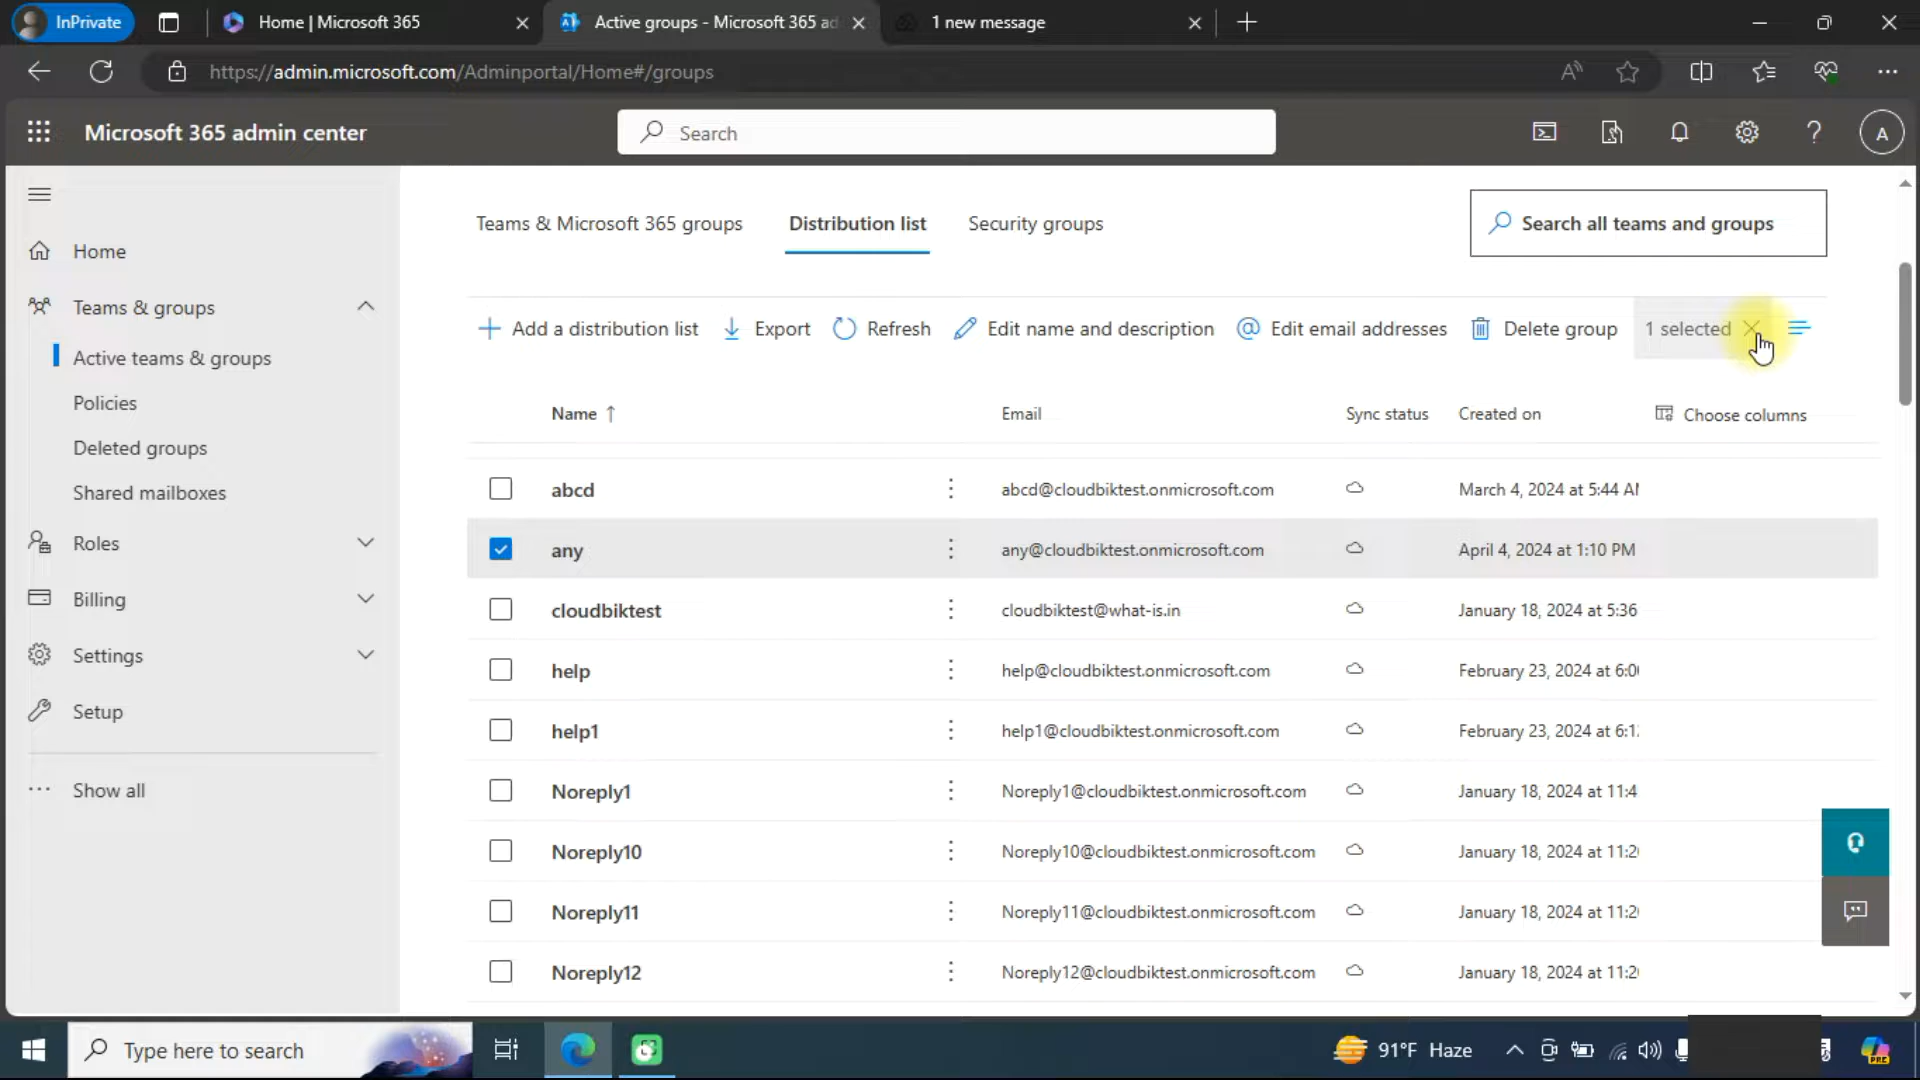 InPrivate
Home | Microsoft 365
Active groups - Microsoft 365 ad
1 new message
https://admin.microsoft.com/Adminportal/Home#/groups
Microsoft 365 admin center
Search
A
Home
Teams & groups
Active teams & groups
Policies
Deleted groups
Shared mailboxes
Roles
Billing
Settings
Setup
Show all
Teams & Microsoft 365 groups Distribution list Security groups
Search all teams and groups
Add a distribution list Export Refresh Edit name and description Edit email addresses Delete group 1 selected
Name ↑ Email Sync status Created on Choose columns
abcd abcd@cloudbiktest.onmicrosoft.com March 4, 2024 at 5:44 AM
any any@cloudbiktest.onmicrosoft.com April 4, 2024 at 1:10 PM
cloudbiktest cloudbiktest@what-is.in January 18, 2024 at 5:36
help help@cloudbiktest.onmicrosoft.com February 23, 2024 at 6:0
help1 help1@cloudbiktest.onmicrosoft.com February 23, 2024 at 6:1
Noreply1 Noreply1@cloudbiktest.onmicrosoft.com January 18, 2024 at 11:4
Noreply10 Noreply10@cloudbiktest.onmicrosoft.com January 18, 2024 at 11:2
Noreply11 Noreply11@cloudbiktest.onmicrosoft.com January 18, 2024 at 11:2
Noreply12 Noreply12@cloudbiktest.onmicrosoft.com January 18, 2024 at 11:2
Type here to search
91°F Haze
PRE